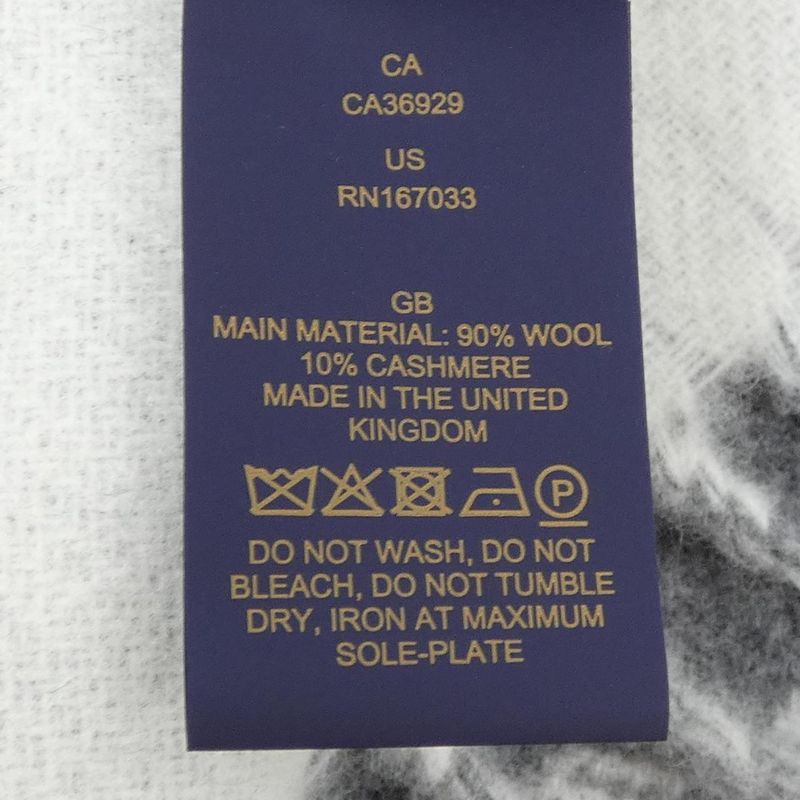 CA
CA36929
US
RN167033
GB
MAIN MATERIAL: 90% WOOL
10% CASHMERE
MADE IN THE UNITED
KINGDOM
P
DO NOT WASH, DO NOT
BLEACH, DO NOT TUMBLE
DRY, IRON AT MAXIMUM
SOLE-PLATE